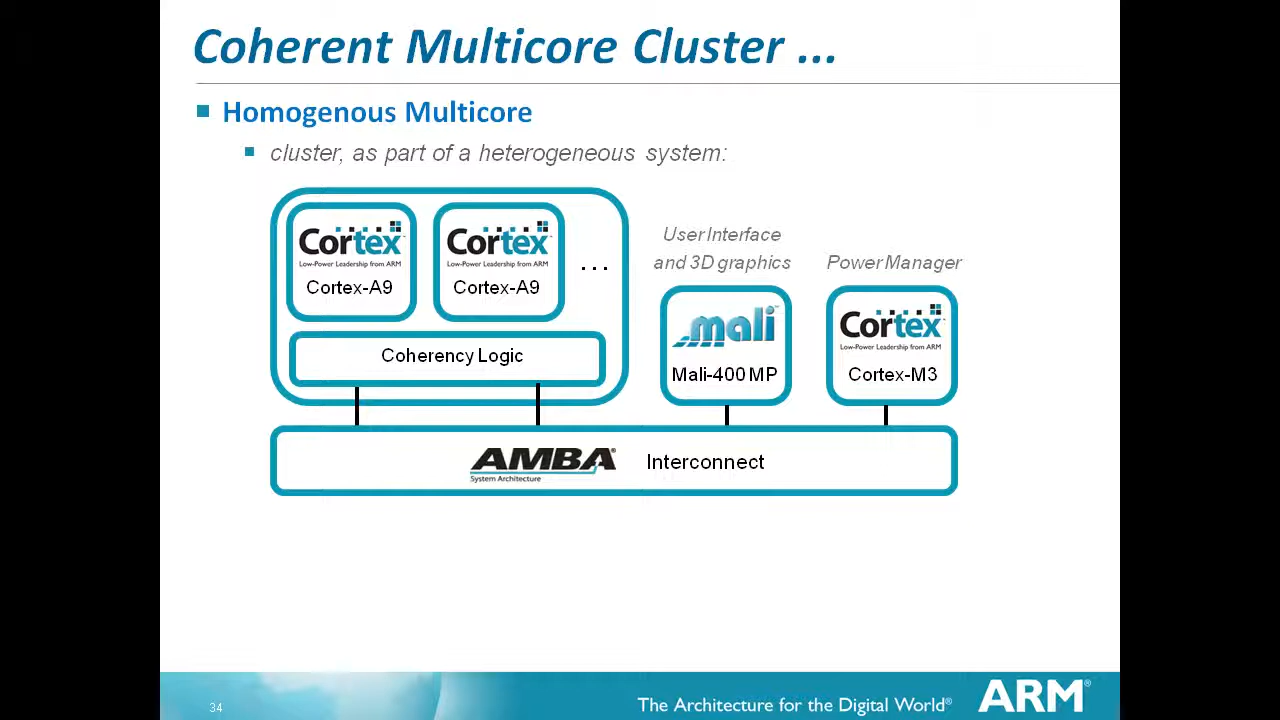 Coherent Multicore Cluster ...
Homogenous Multicore
cluster, as part of a heterogeneous system:
Cortex
Low-Power Leadership from ARM
Cortex-A9
Cortex
Low-Power Leadership from ARM
Cortex-A9
...
Coherency Logic
User Interface
and 3D graphics
mali™
Mali-400 MP
Power Manager
Cortex
Low-Power Leadership from ARM
Cortex-M3
AMBA®
System Architecture
Interconnect
34
The Architecture for the Digital World®
ARM®